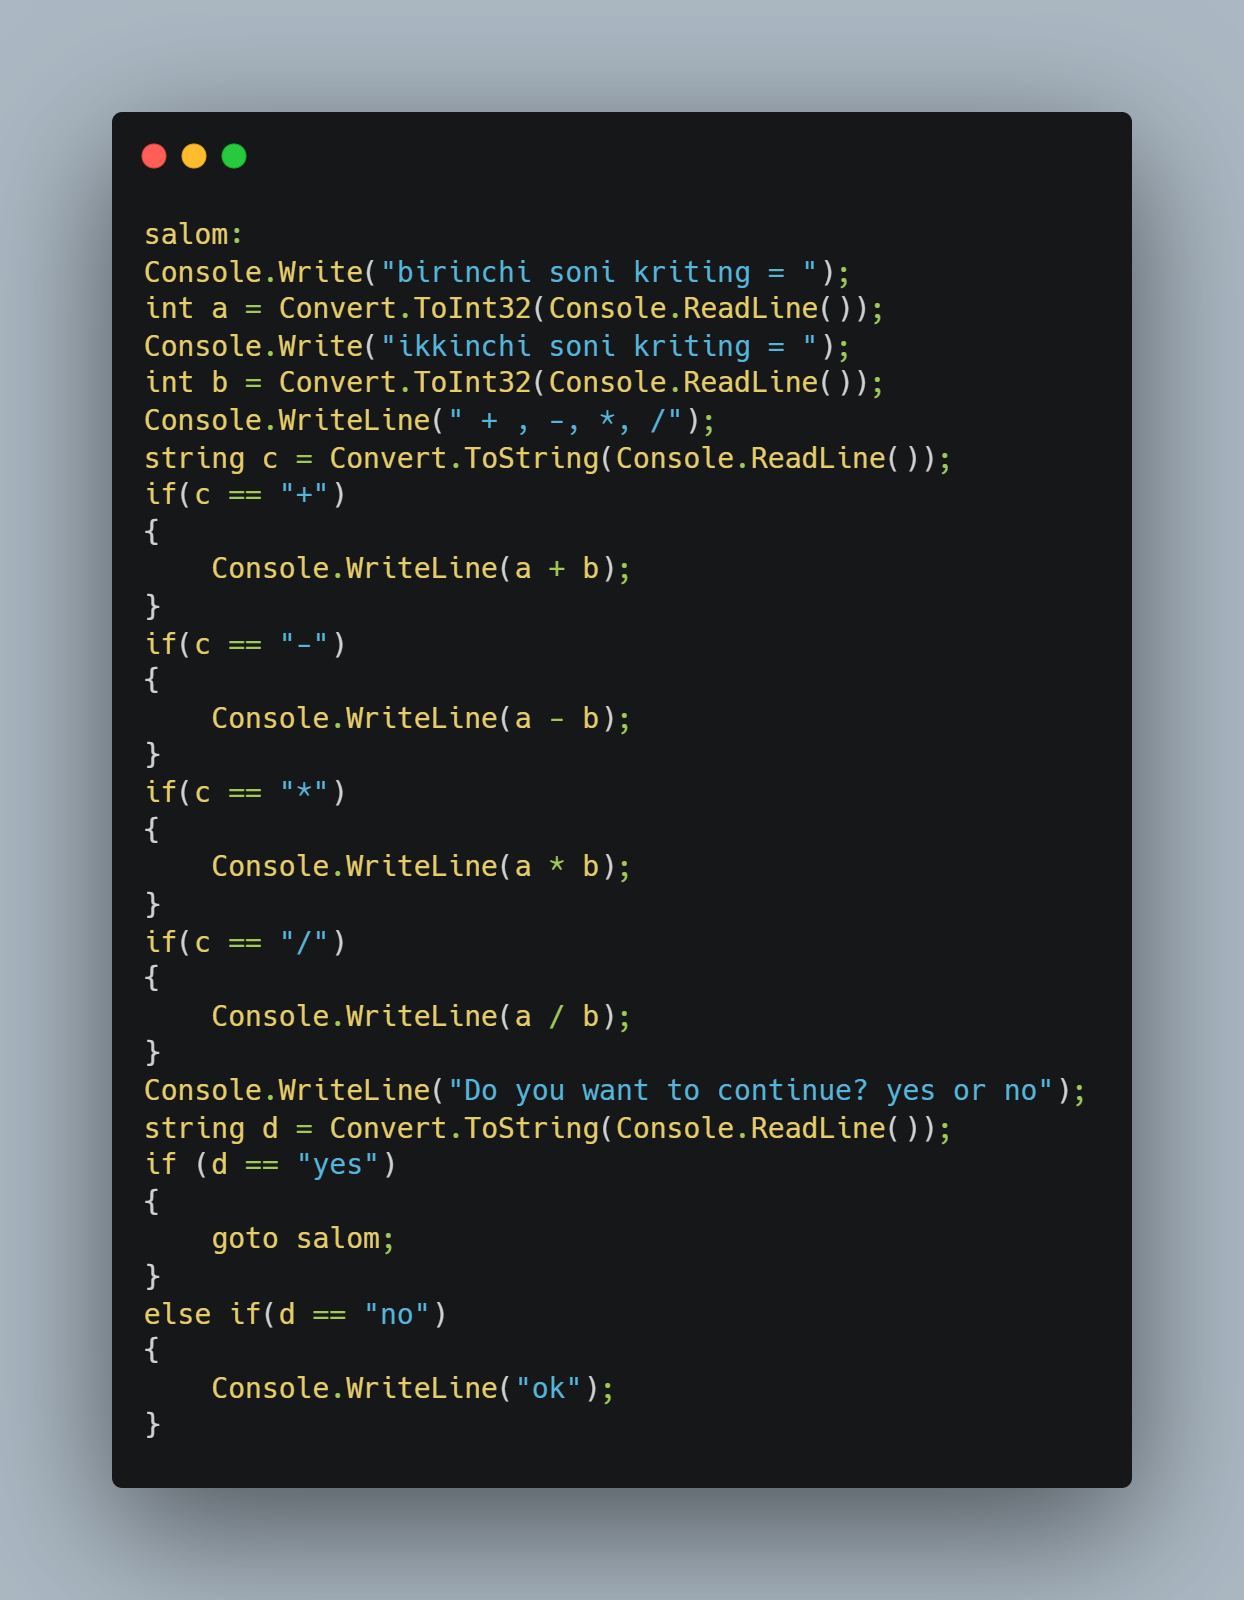 salom:
Console.Write("birinchi soni kriting = ");
int a = Convert.ToInt32(Console.ReadLine());
Console.Write("ikkinchi soni kriting = ");
int b = Convert.ToInt32(Console.ReadLine());
Console.WriteLine(" + , -, *, /");
string c = Convert.ToString(Console.ReadLine());
if(c == "+")
{
    Console.WriteLine(a + b);
}
if(c == "-")
{
    Console.WriteLine(a - b);
}
if(c == "*")
{
    Console.WriteLine(a * b);
}
if(c == "/")
{
    Console.WriteLine(a / b);
}
Console.WriteLine("Do you want to continue? yes or no");
string d = Convert.ToString(Console.ReadLine());
if (d == "yes")
{
    goto salom;
}
else if(d == "no")
{
    Console.WriteLine("ok");
}